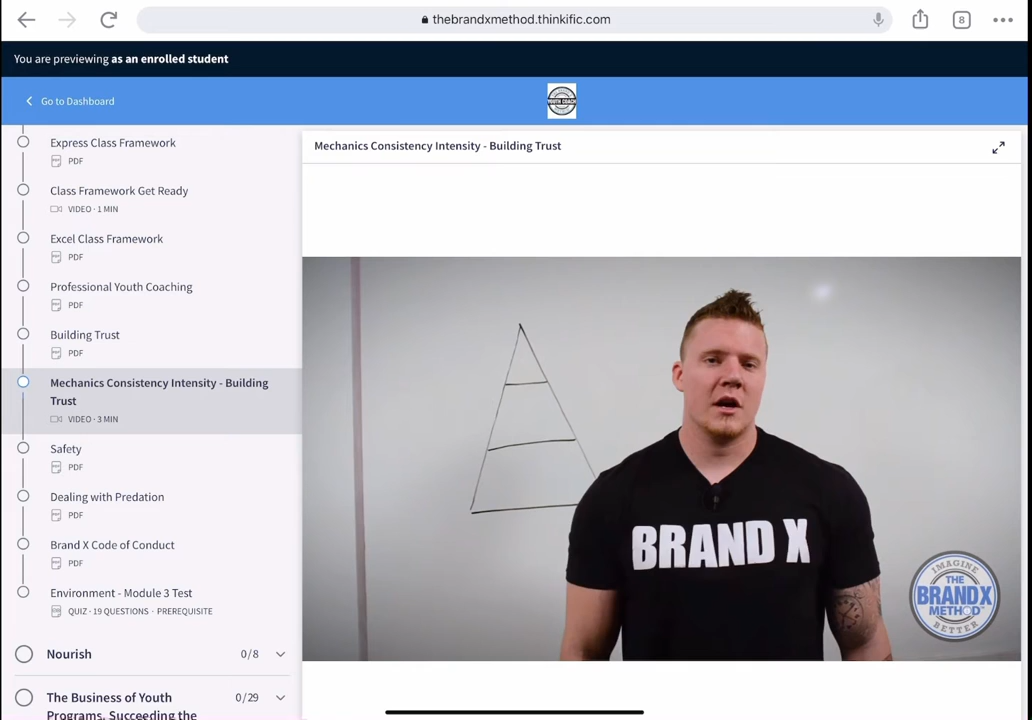 thebrandxmethod.thinkific.com
8
You are previewing as an enrolled student
Go to Dashboard
YOUTH COACH
Express Class Framework
PDF
Class Framework Get Ready
VIDEO · 1 MIN
Excel Class Framework
PDF
Professional Youth Coaching
PDF
Building Trust
PDF
Mechanics Consistency Intensity - Building
Trust
VIDEO · 3 MIN
Safety
PDF
Dealing with Predation
PDF
Brand X Code of Conduct
PDF
Environment - Module 3 Test
QUIZ · 19 QUESTIONS · PREREQUISITE
Nourish 0/8
The Business of Youth 0/29
Programs, Succeeding the
Mechanics Consistency Intensity - Building Trust
BRAND X
IMAGINE
THE
BRAND X
METHOD
BETTER